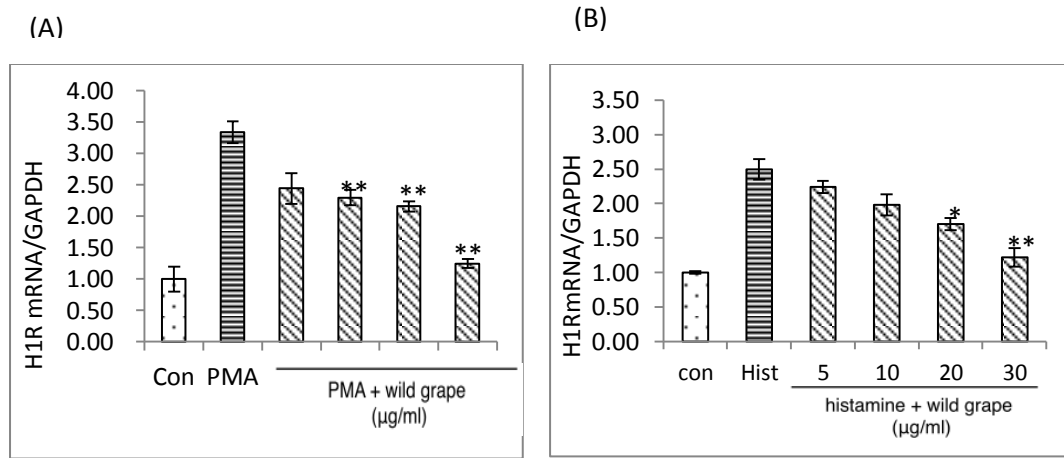 (A)
(B)
4.00
3.50
3.00
2.50
2.00
1.50
1.00
0.50
0.00
H1R mRNA/GAPDH
**
**
**
Con PMA
PMA + wild grape
(μg/ml)
3.50
3.00
2.50
2.00
1.50
1.00
0.50
0.00
H1RmRNA/GAPDH
*
**
con Hist 5 10 20 30
histamine + wild grape
(μg/ml)